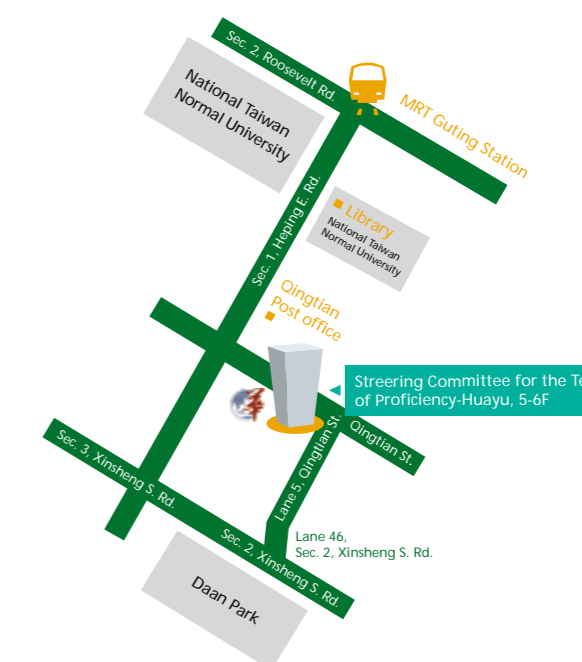 Sec. 2, Roosevelt Rd.
National Taiwan
Normal University
MRT Guting Station
Sec. 1, Heping E. Rd.
Library
National Taiwan
Normal University
Qingtian
Post office
Streering Committee for the Te
of Proficiency-Huayu, 5-6F
Qingtian St.
Lane 5, Qingtian St.
Sec. 3, Xinsheng S. Rd.
Lane 46,
Sec. 2, Xinsheng S. Rd.
Sec. 2, Xinsheng S. Rd.
Daan Park